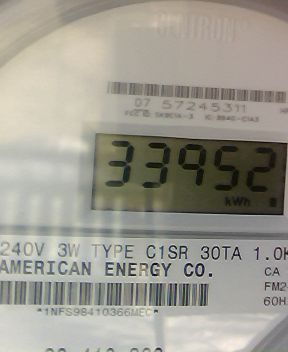 CENTRON
07 57245311
33952
kWh
240V 3W TYPE C1SR 30TA 1.0K
AMERICAN ENERGY CO.
CA
FM2
60H
*1NFS98410366MEC*